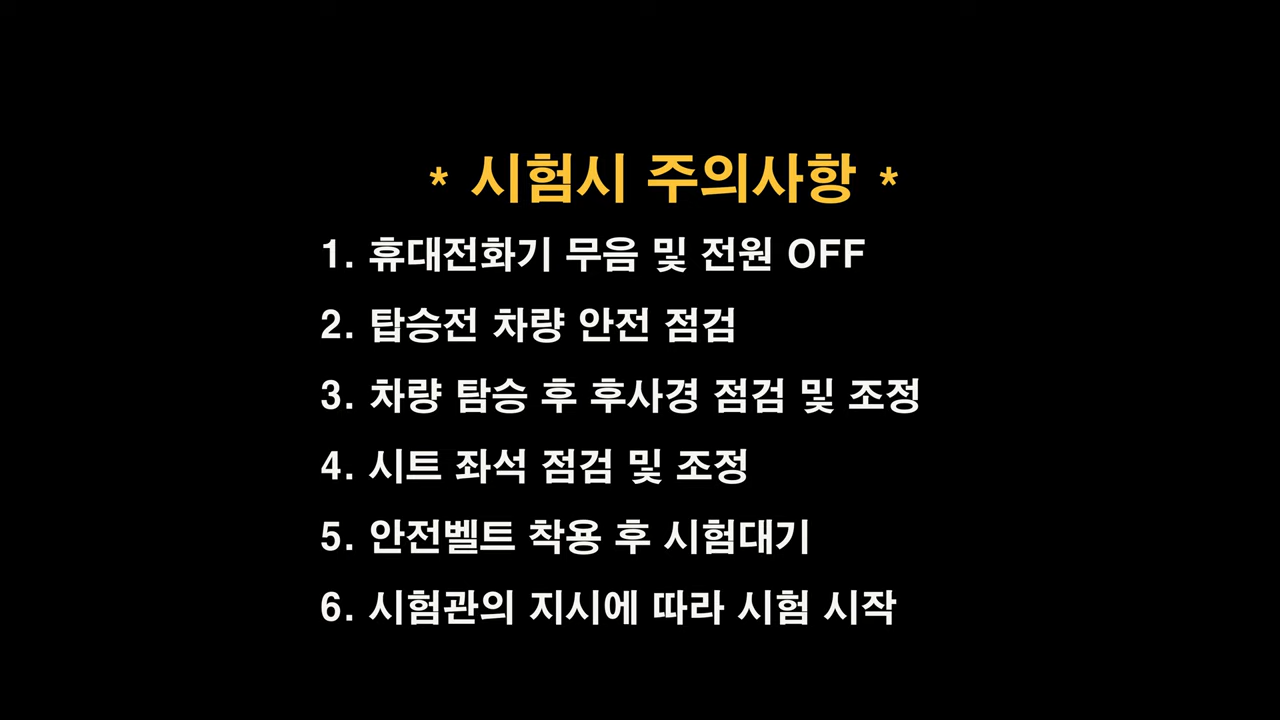 * 시험시 주의사항 *
1. 휴대전화기 무음 및 전원 OFF
2. 탑승전 차량 안전 점검
3. 차량 탐승 후 후사경 점검 및 조정
4. 시트 좌석 점검 및 조정
5. 안전벨트 착용 후 시험대기
6. 시험관의 지시에 따라 시험 시작